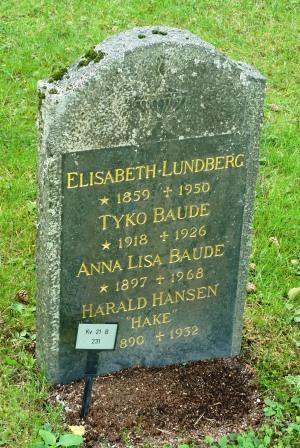 ELISABETH LUNDBERG
★ 1859 ✝ 1950
TYKO BAUDE
★ 1918 ✝ 1926
ANNA LISA BAUDE
★ 1897 ✝ 1968
HARALD HANSEN
"HAKE"
890 ✝ 1932
Kv 21 B
231